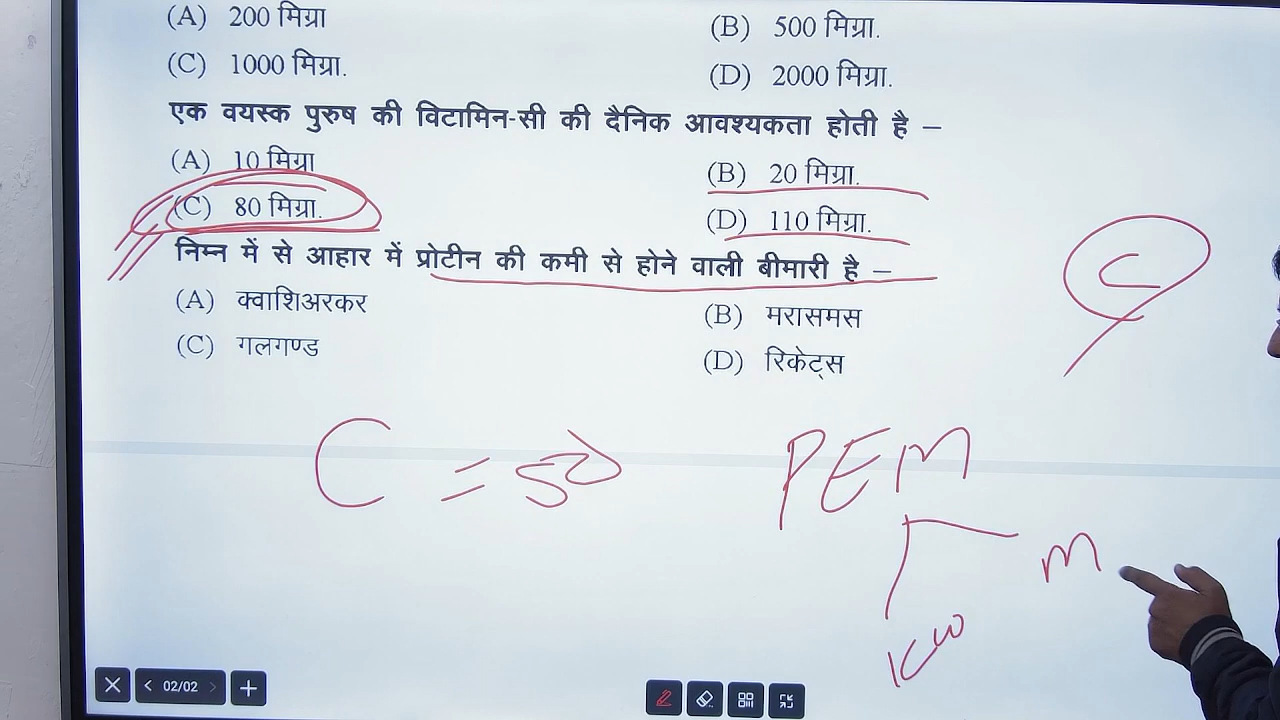 (A) 200 मिग्रा (B) 500 मिग्रा.
(C) 1000 मिग्रा. (D) 2000 मिग्रा.
एक वयस्क पुरुष की विटामिन-सी की दैनिक आवश्यकता होती है –
(A) 10 मिग्रा (B) 20 मिग्रा.
(C) 80 मिग्रा. (D) 110 मिग्रा.
निम्न में से आहार में प्रोटीन की कमी से होने वाली बीमारी है –
(A) क्वाशिअरकर (B) मरासमस
(C) गलगण्ड (D) रिकेट्स
C
C = 50 PEM
M
KW
02/02